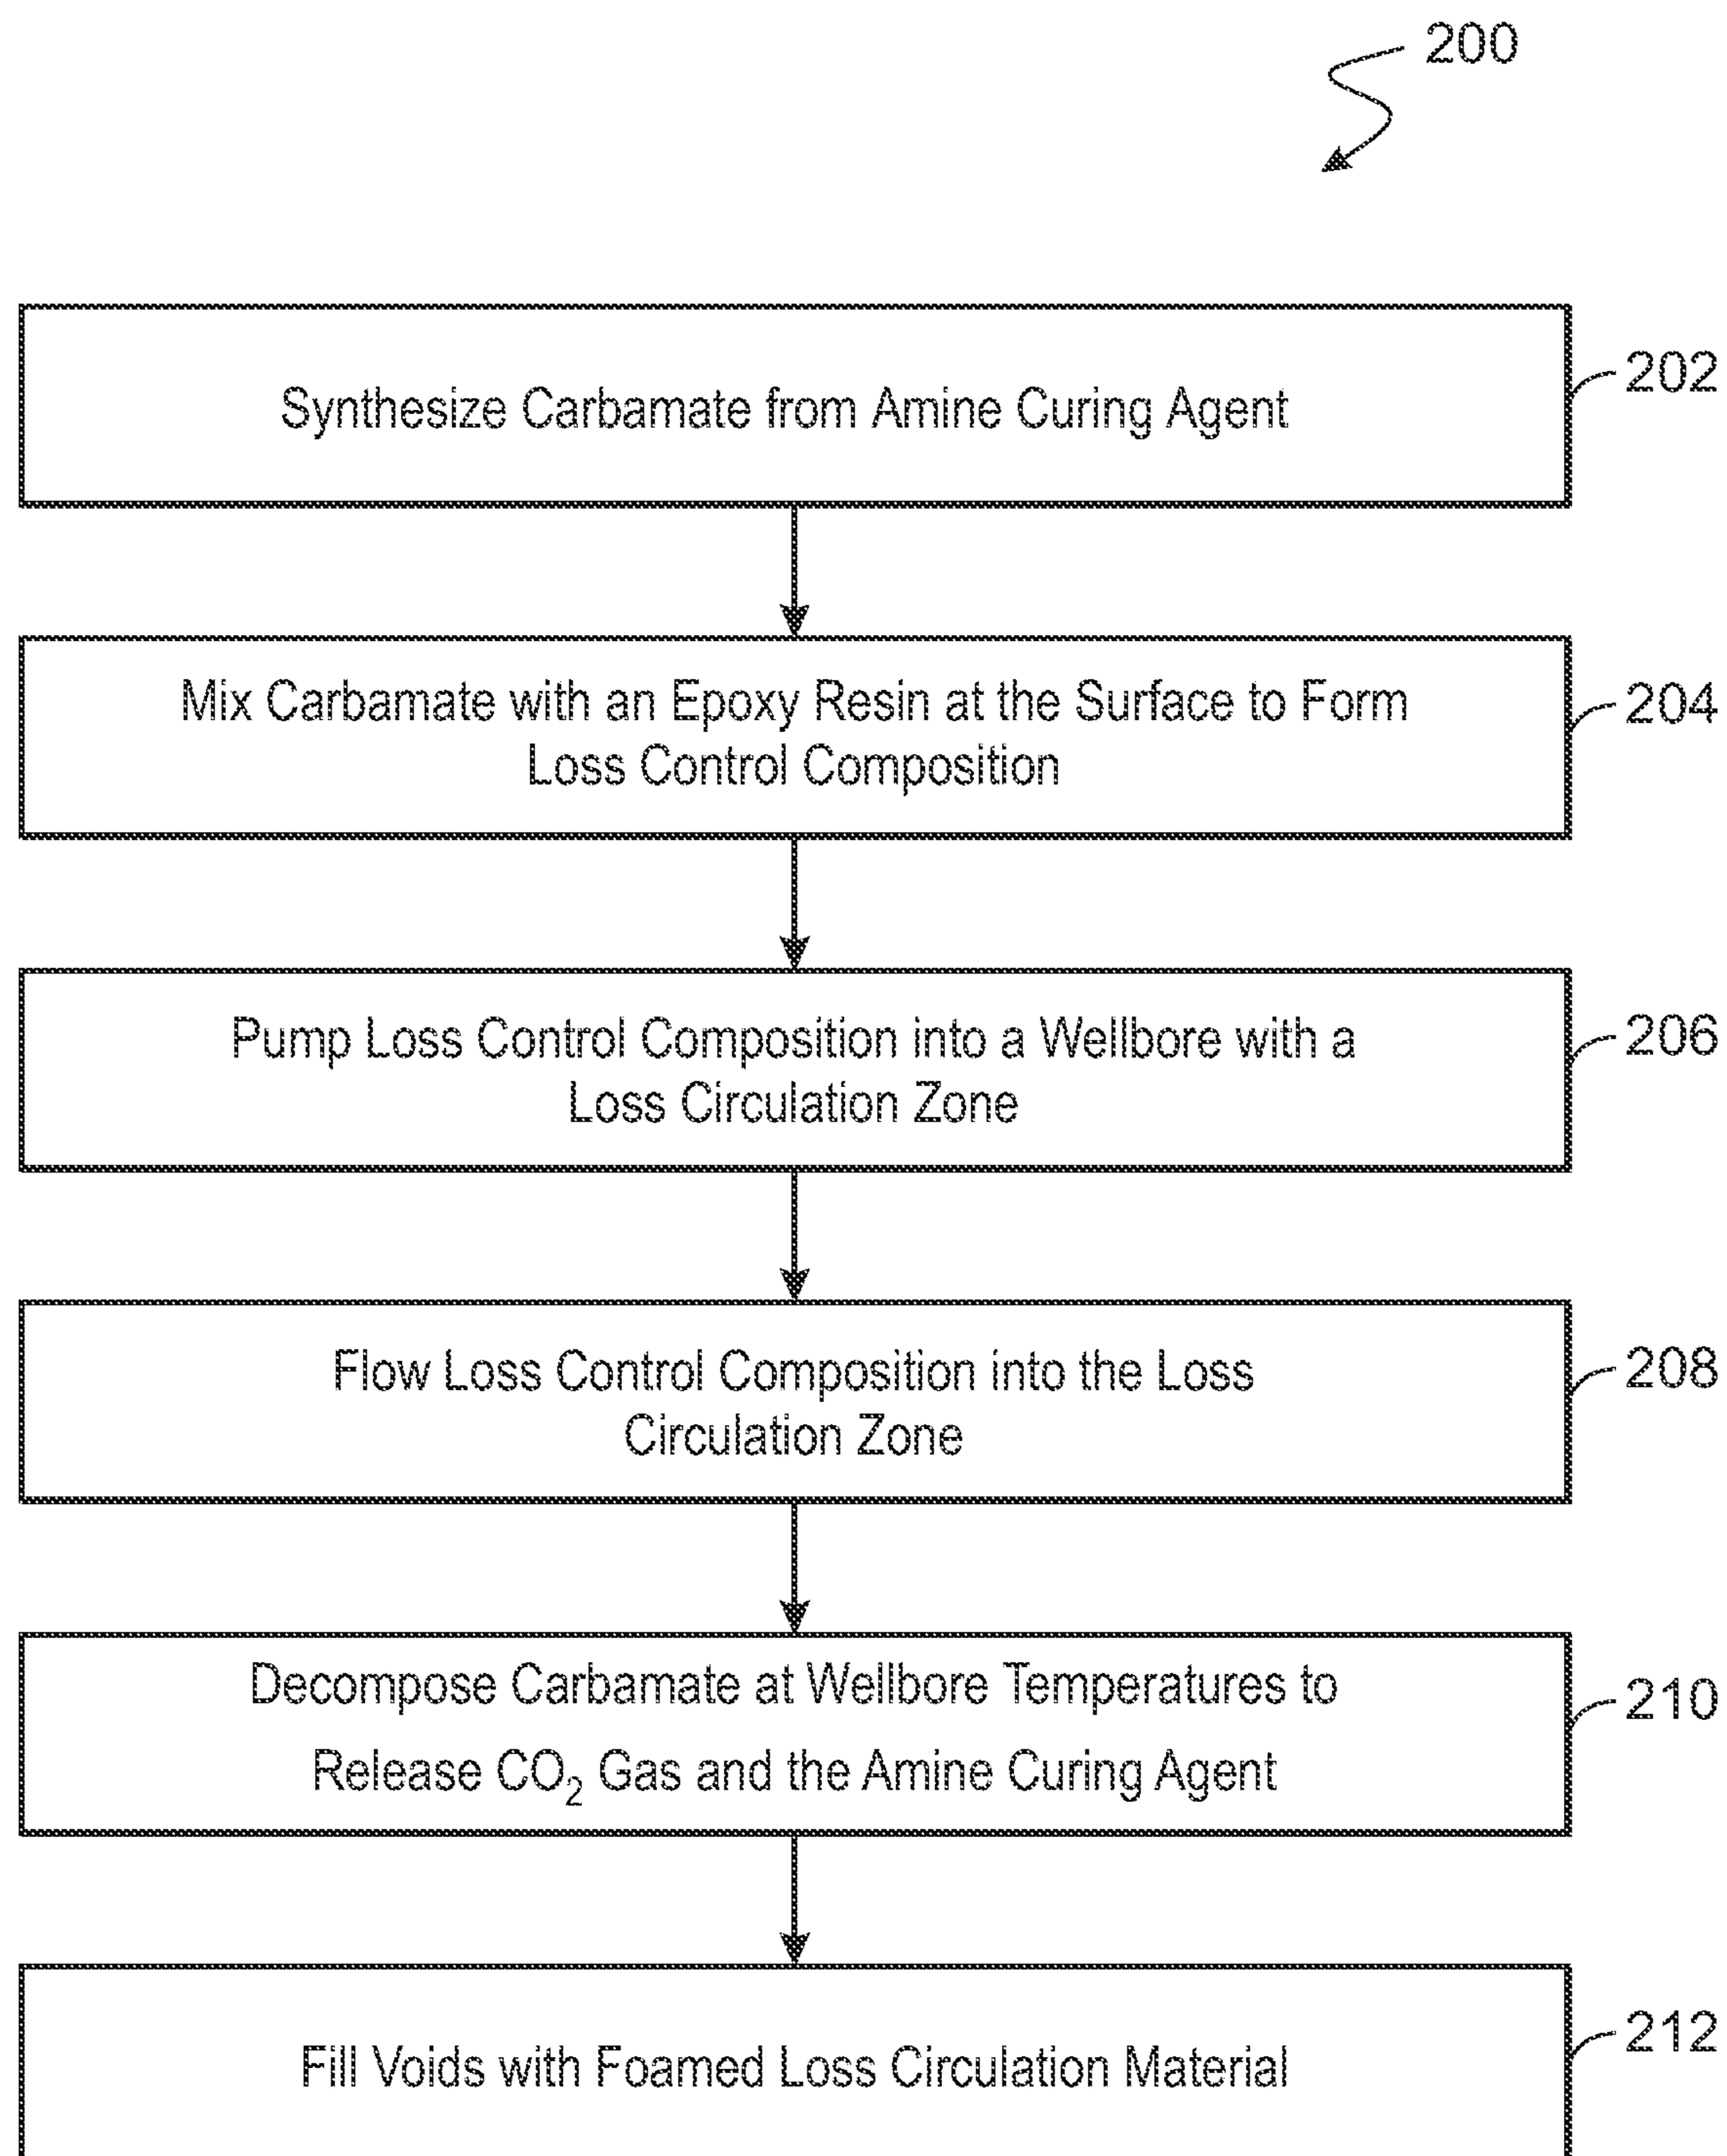 200
Synthesize Carbamate from Amine Curing Agent
202
Mix Carbamate with an Epoxy Resin at the Surface to Form
Loss Control Composition
204
Pump Loss Control Composition into a Wellbore with a
Loss Circulation Zone
206
Flow Loss Control Composition into the Loss
Circulation Zone
208
Decompose Carbamate at Wellbore Temperatures to
Release CO₂ Gas and the Amine Curing Agent
210
Fill Voids with Foamed Loss Circulation Material
212